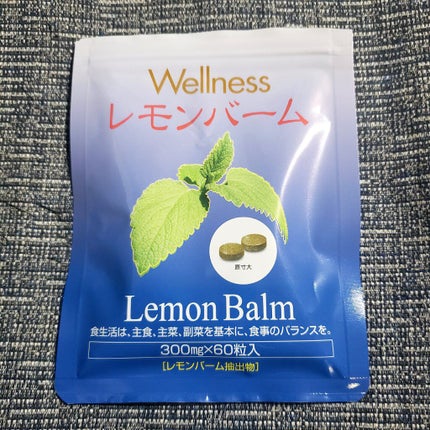 Wellness
レモンバーム
原寸大
Lemon Balm
食生活は、主食、主菜、副菜を基本に、食事のバランスを。
300mg×60粒入
[レモンバーム抽出物]